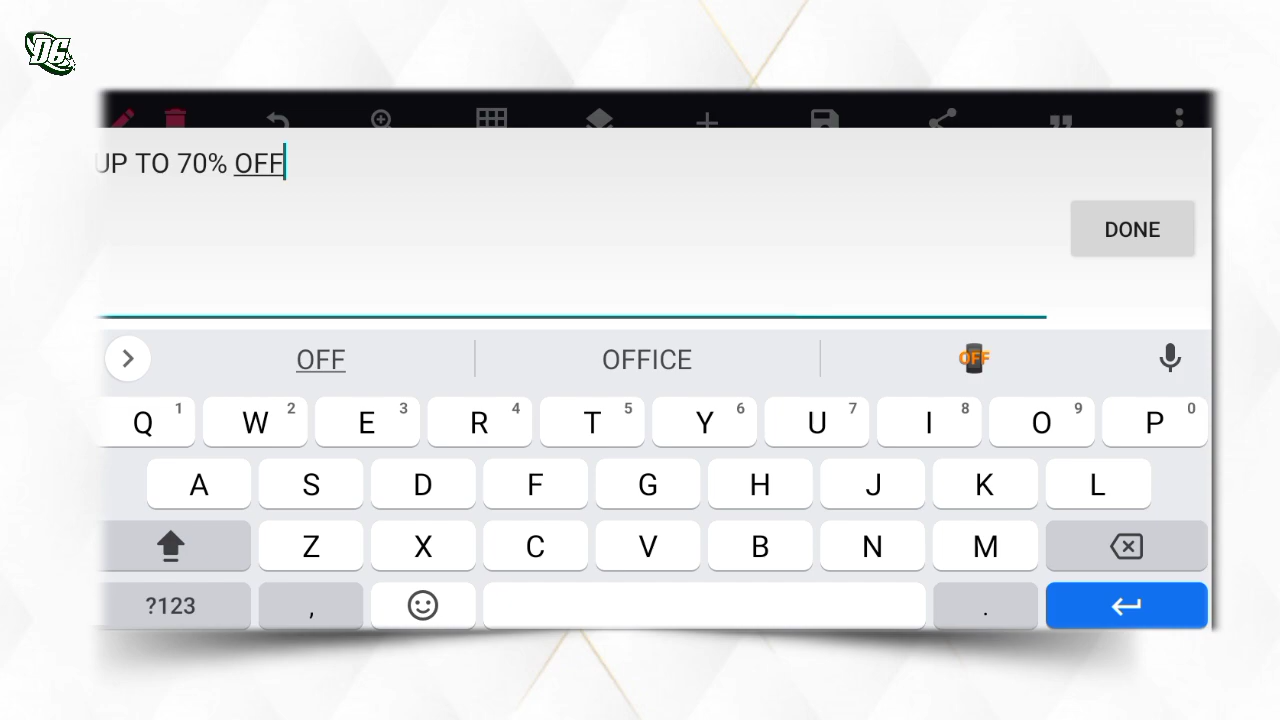 DG
UP TO 70% OFF
DONE
OFF OFFICE OFF
Q 1 W 2 E 3 R 4 T 5 Y 6 U 7 I 8 O 9 P 0
A S D F G H J K L
Z X C V B N M
?123 , .